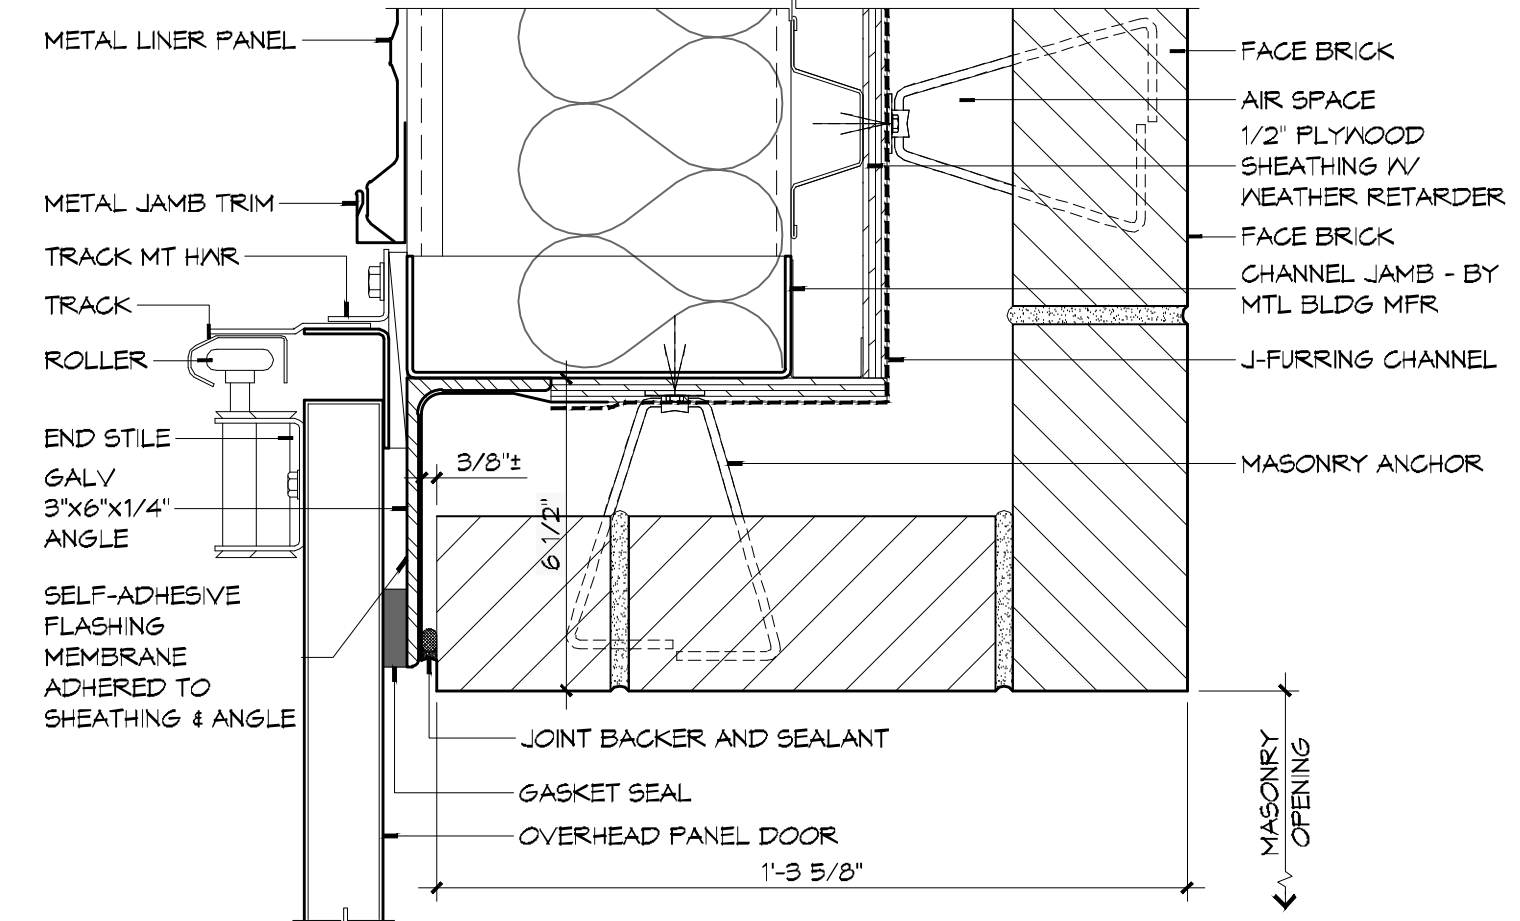 METAL LINER PANEL
METAL JAMB TRIM
TRACK MT HWR
TRACK
ROLLER
END STILE
GALV
3"x6"x1/4"
ANGLE
SELF-ADHESIVE
FLASHING
MEMBRANE
ADHERED TO
SHEATHING & ANGLE
3/8"±
6 1/2"
JOINT BACKER AND SEALANT
GASKET SEAL
OVERHEAD PANEL DOOR
1'-3 5/8"
FACE BRICK
AIR SPACE
1/2" PLYWOOD
SHEATHING W/
WEATHER RETARDER
FACE BRICK
CHANNEL JAMB - BY
MTL BLDG MFR
J-FURRING CHANNEL
MASONRY ANCHOR
MASONRY
OPENING